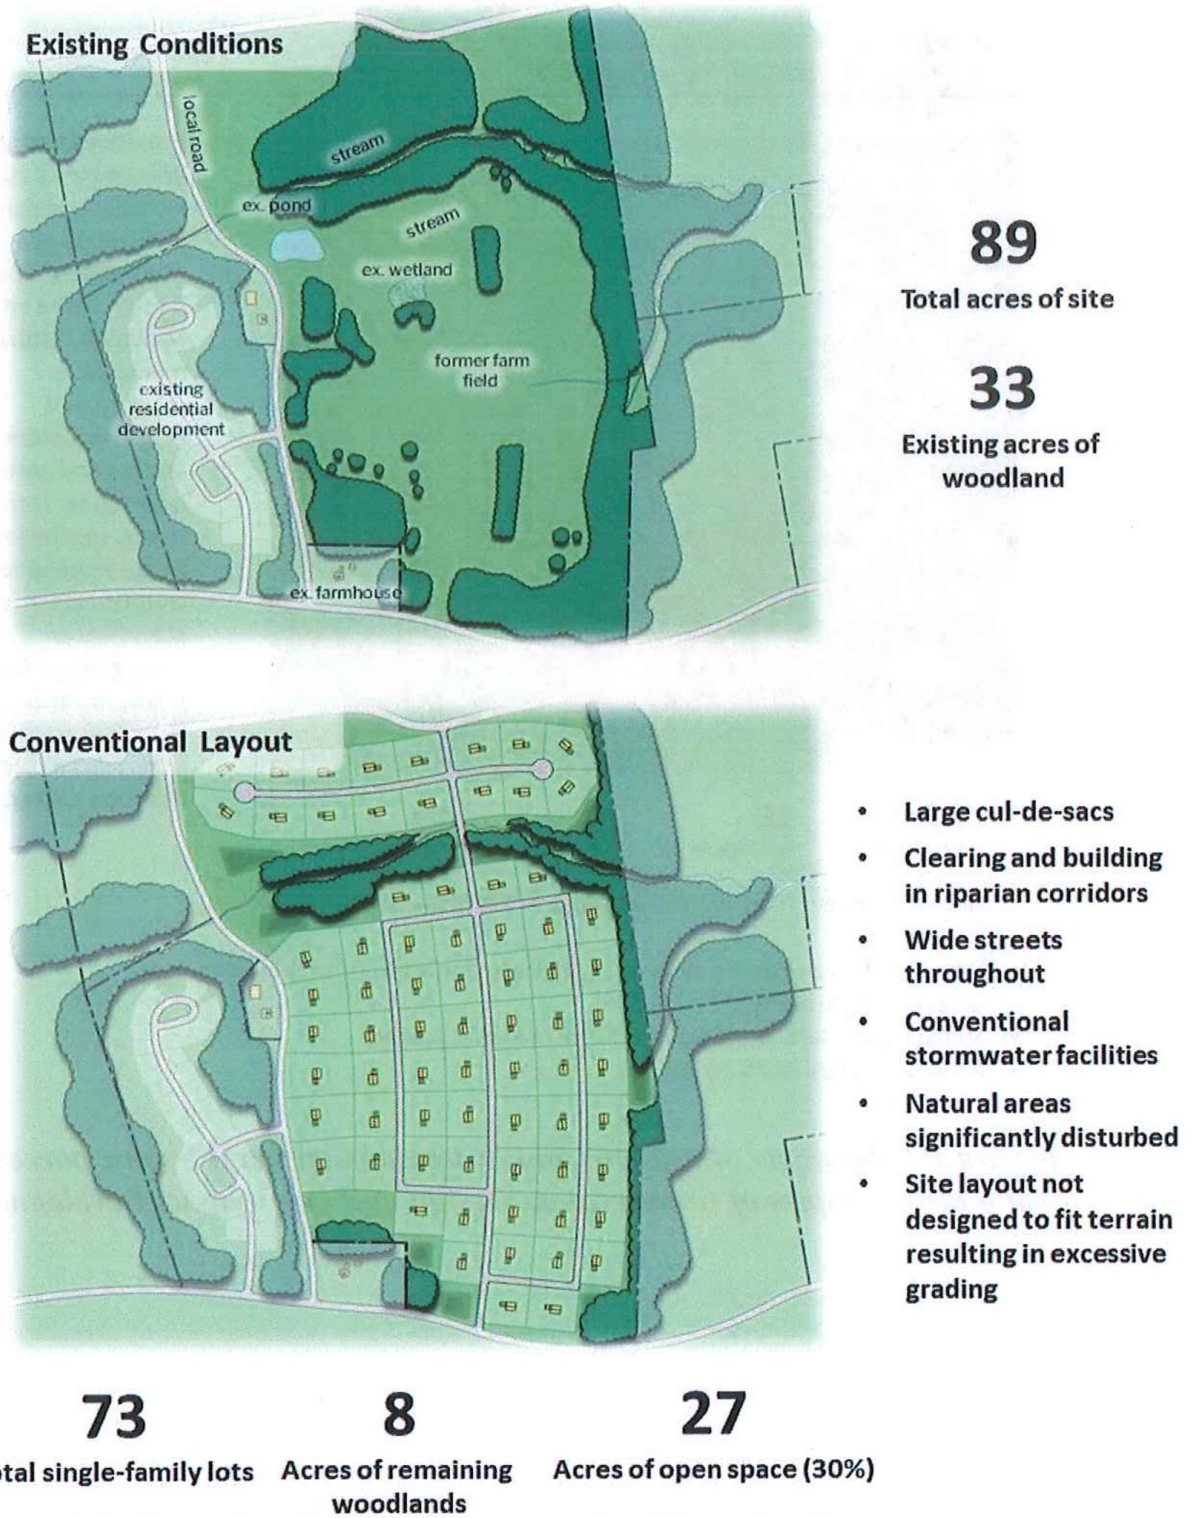 Existing Conditions
local road
stream
ex. pond
stream
ex. wetland
former farm
field
existing
residential
development
ex. farmhouse
89
Total acres of site
33
Existing acres of
woodland
Conventional Layout
• Large cul-de-sacs
• Clearing and building
in riparian corridors
• Wide streets
throughout
• Conventional
stormwater facilities
• Natural areas
significantly disturbed
• Site layout not
designed to fit terrain
resulting in excessive
grading
73
otal single-family lots
8
Acres of remaining
woodlands
27
Acres of open space (30%)